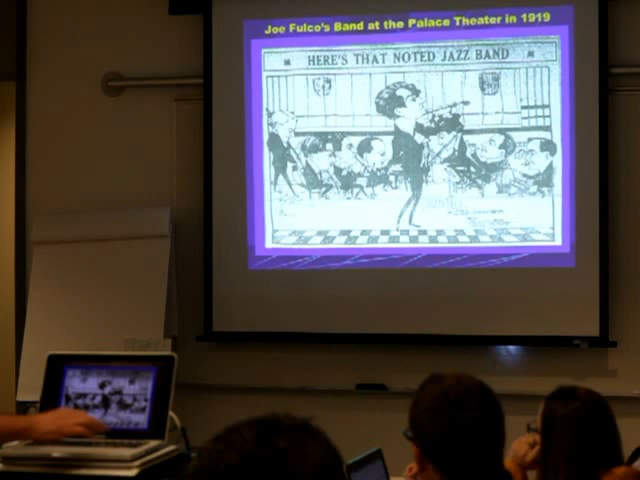 Joe Fulco's Band at the Palace Theater in 1919
HERE'S THAT NOTED JAZZ BAND